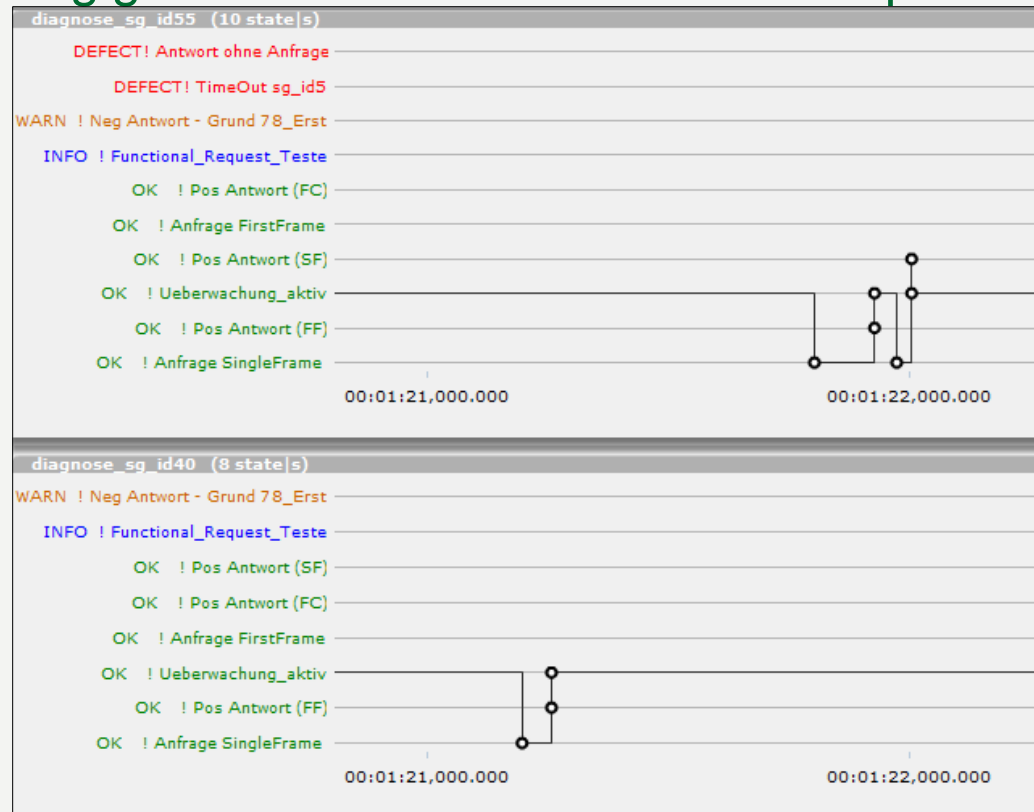 diagnose_sg_id55 (10 state|s)
DEFECT! Antwort ohne Anfrage
DEFECT! TimeOut sg_id5
WARN ! Neg Antwort - Grund 78_Erst
INFO ! Functional_Request_Teste
OK ! Pos Antwort (FC)
OK ! Anfrage FirstFrame
OK ! Pos Antwort (SF)
OK ! Ueberwachung_aktiv
OK ! Pos Antwort (FF)
OK ! Anfrage SingleFrame
00:01:21,000.000 00:01:22,000.000
diagnose_sg_id40 (8 state|s)
WARN ! Neg Antwort - Grund 78_Erst
INFO ! Functional_Request_Teste
OK ! Pos Antwort (SF)
OK ! Pos Antwort (FC)
OK ! Anfrage FirstFrame
OK ! Ueberwachung_aktiv
OK ! Pos Antwort (FF)
OK ! Anfrage SingleFrame
00:01:21,000.000 00:01:22,000.000